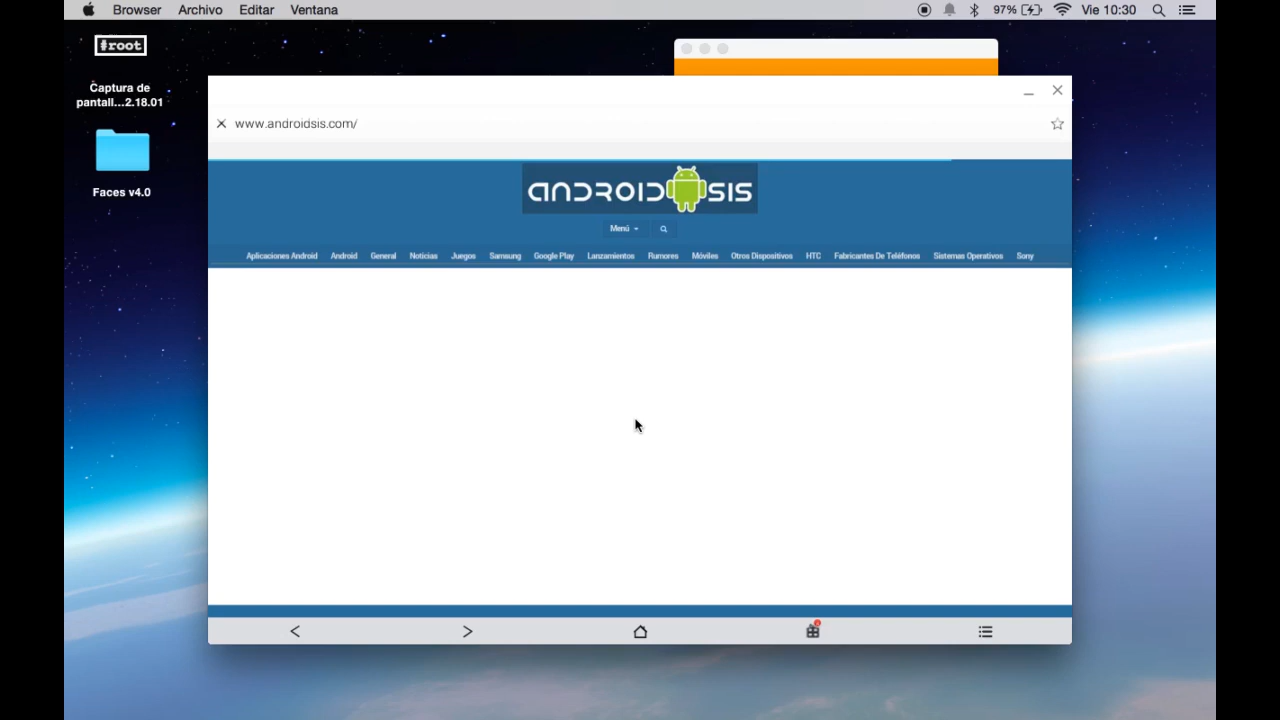 Browser Archivo Editar Ventana 97% Vie 10:30
#root
Captura de
pantall...2.18.01
Faces v4.0
www.androidsis.com/
ANDROIDSIS
Menú
Aplicaciones Android Android General Noticias Juegos Samsung Google Play Lanzamientos Rumores Móviles Otros Dispositivos HTC Fabricantes De Teléfonos Sistemas Operativos Sony